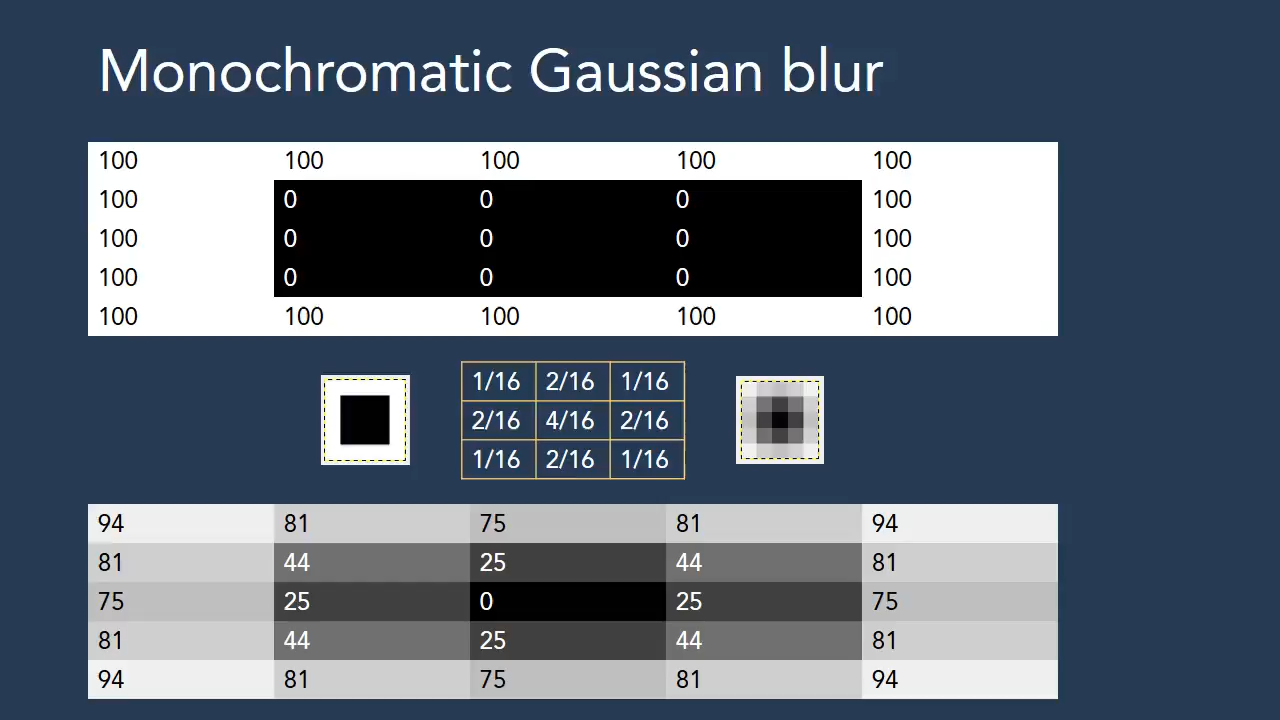 Monochromatic Gaussian blur
100 100 100 100 100
100 0 0 0 100
100 0 0 0 100
100 0 0 0 100
100 100 100 100 100
1/16 2/16 1/16
2/16 4/16 2/16
1/16 2/16 1/16
94 81 75 81 94
81 44 25 44 81
75 25 0 25 75
81 44 25 44 81
94 81 75 81 94